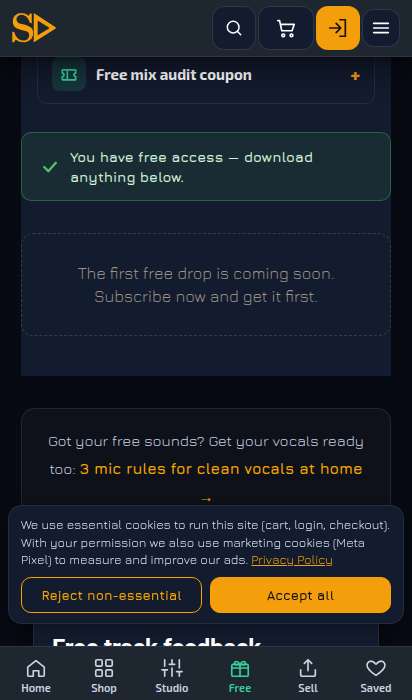 Free mix audit coupon +
You have free access — download
anything below.
The first free drop is coming soon.
Subscribe now and get it first.
Got your free sounds? Get your vocals ready
too: 3 mic rules for clean vocals at home
→
We use essential cookies to run this site (cart, login, checkout).
With your permission we also use marketing cookies (Meta
Pixel) to measure and improve our ads. Privacy Policy
Reject non-essential Accept all
Free track feedback
Home Shop Studio Free Sell Saved